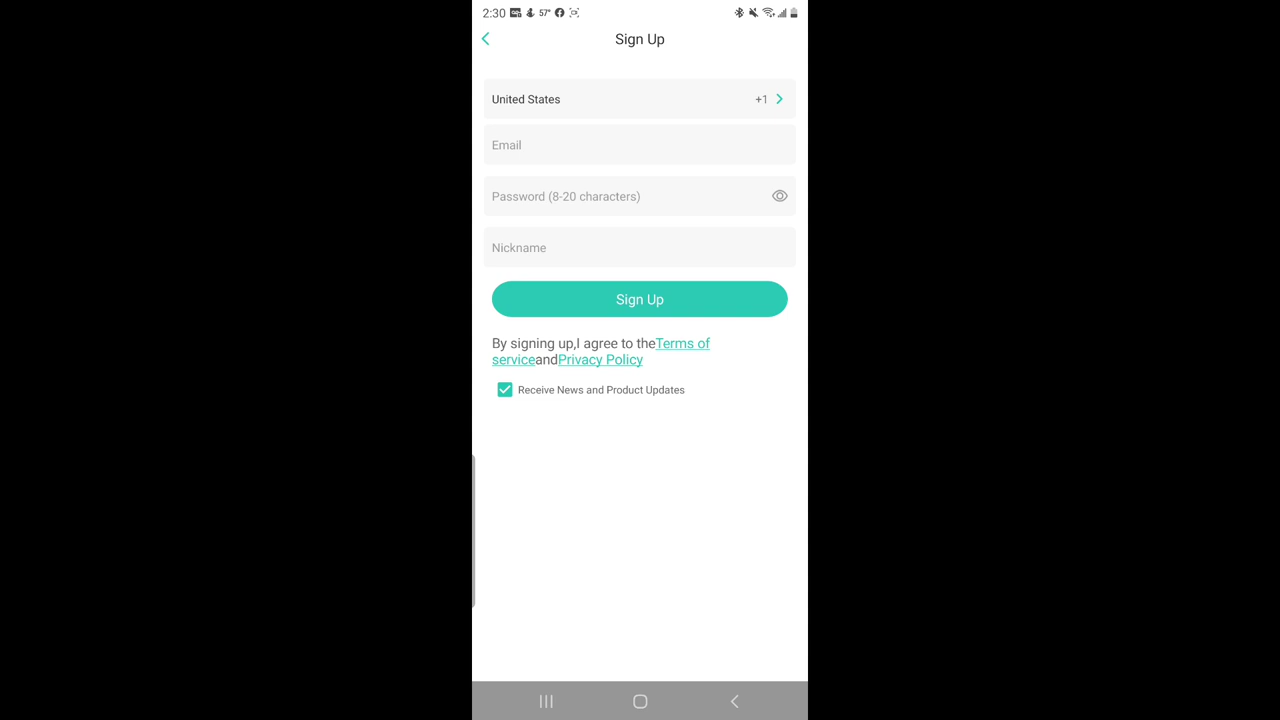 2:30 57°
Sign Up
United States +1
Email
Password (8-20 characters)
Nickname
Sign Up
By signing up,I agree to theTerms of
serviceandPrivacy Policy
Receive News and Product Updates